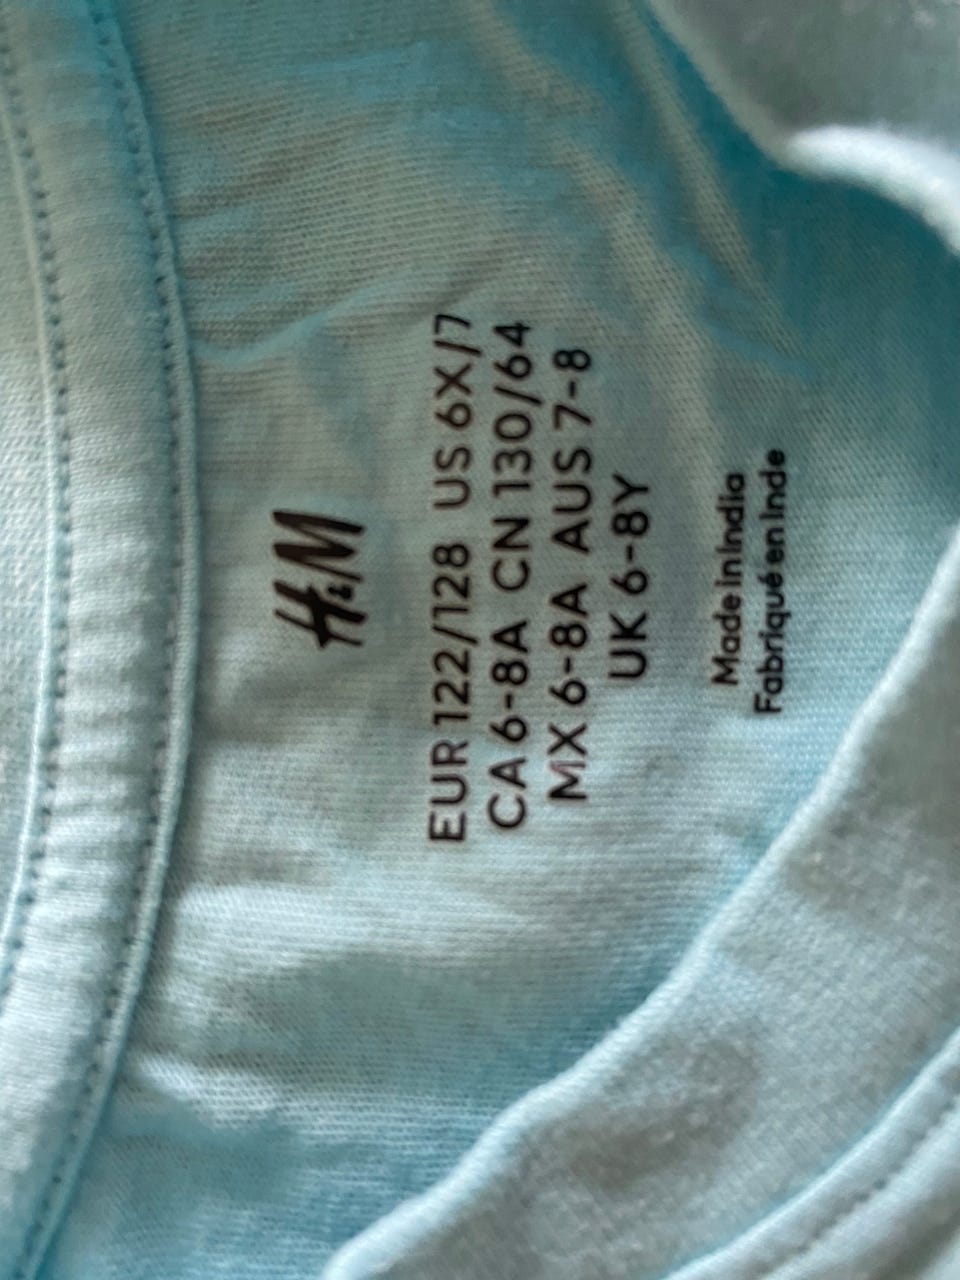 H&M
EUR 122/128 US 6X/7
CA 6-8A CN 130/64
MX 6-8A AUS 7-8
UK 6-8Y
Made in India
Fabriqué en Inde